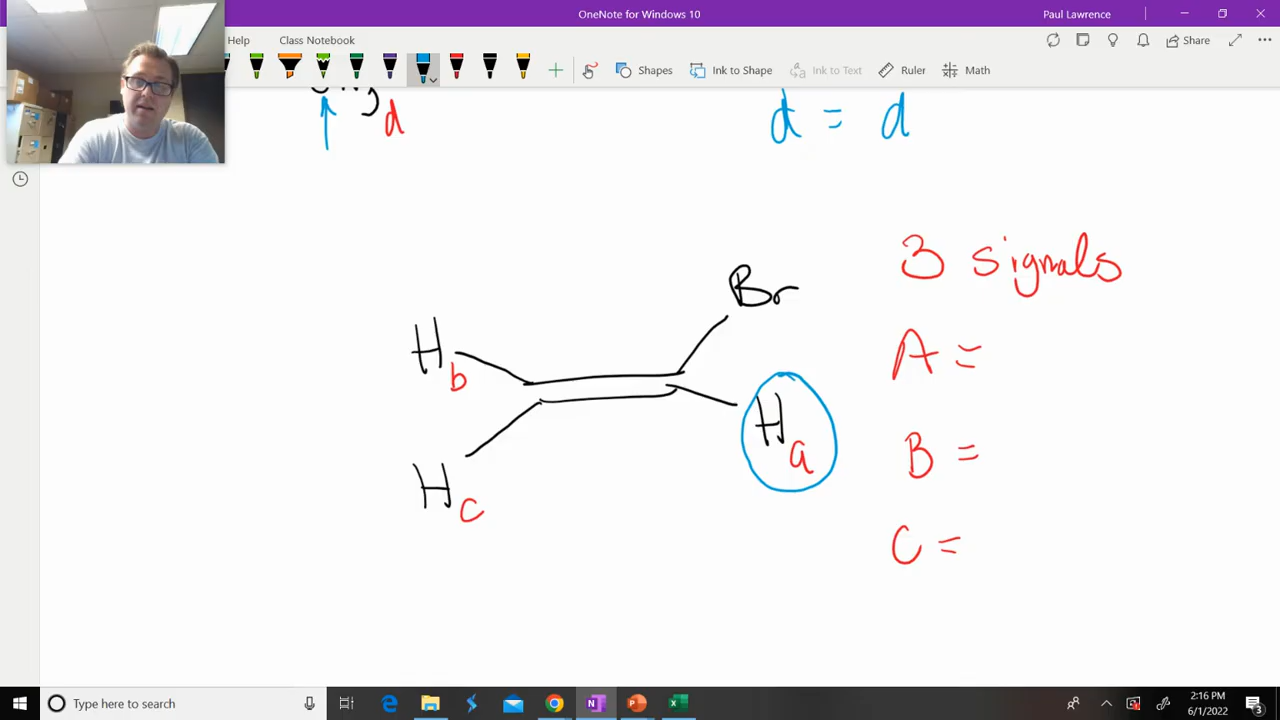 OneNote for Windows 10
Paul Lawrence
Help
Class Notebook
Share
Shapes
Ink to Shape
Ink to Text
Ruler
Math
d
d = d
3 signals
Br
H
b
A =
H
a
B =
H
c
C =
Type here to search
2:16 PM
6/1/2022
3